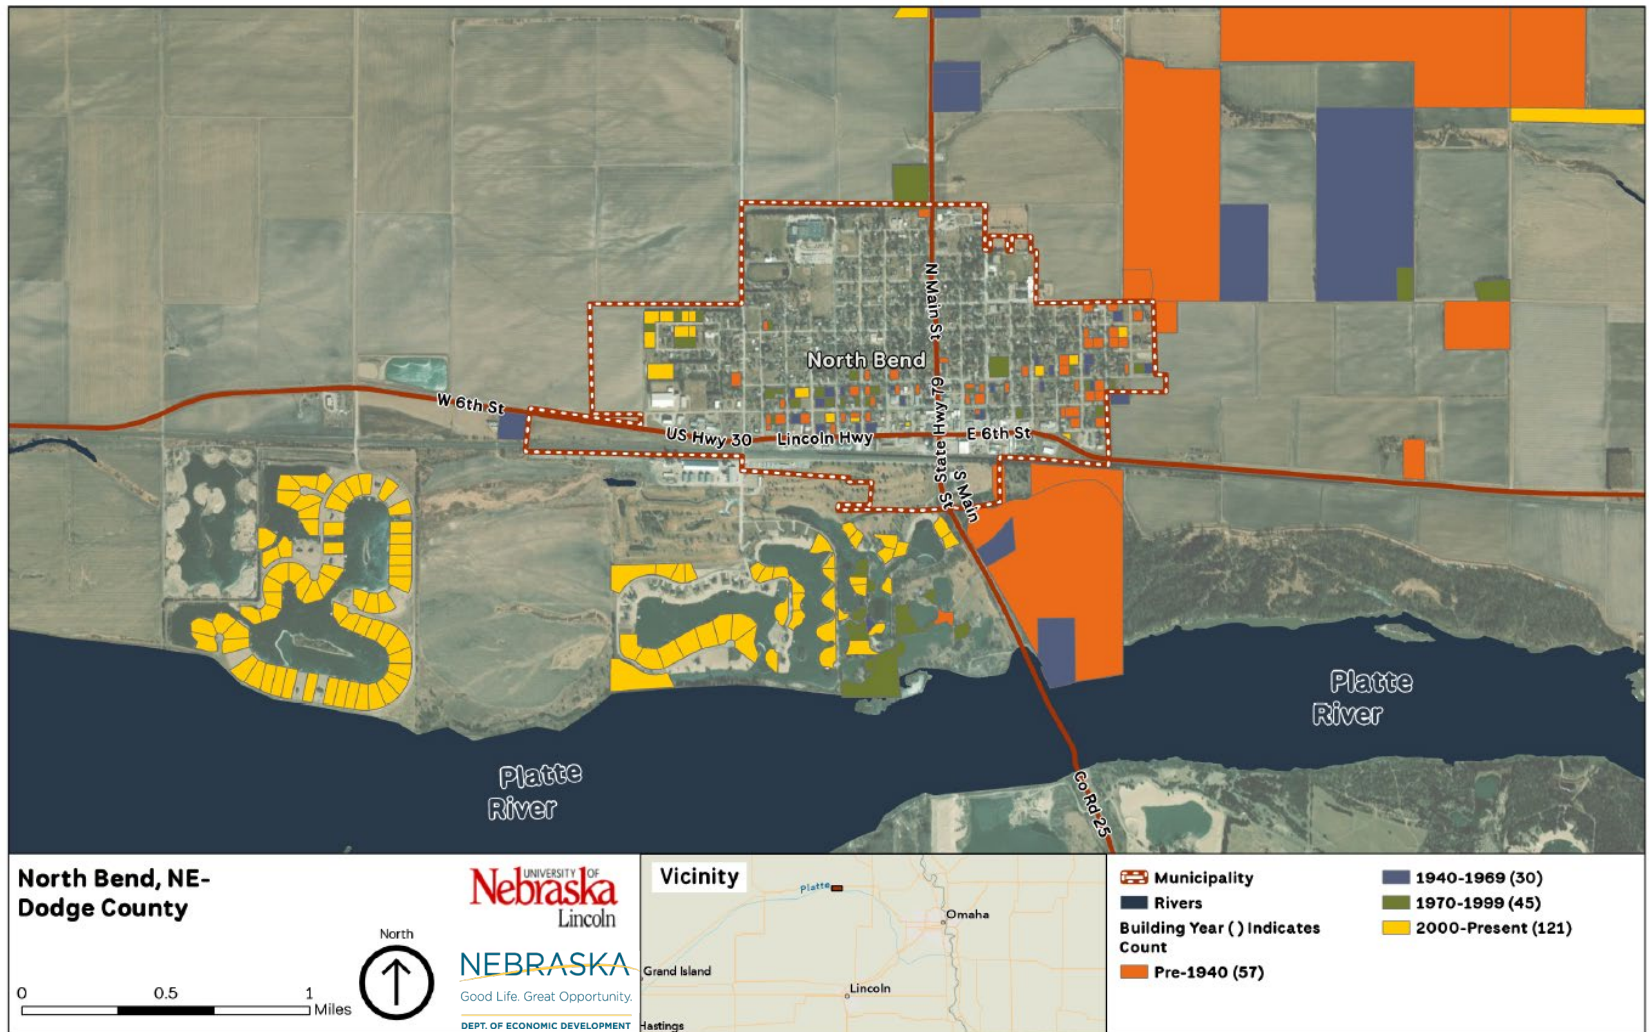 N Main St
North Bend
W 6th St
US Hwy 30
Lincoln Hwy
State Hwy 79
E 6th St
S Main
St
Platte
River
Platte
River
Co Rd 25
North Bend, NE-
Dodge County
UNIVERSITY OF
Nebraska
Lincoln
North
0 0.5 1
Miles
NEBRASKA
Good Life. Great Opportunity.
DEPT. OF ECONOMIC DEVELOPMENT
Vicinity
Platte
Omaha
Grand Island
Lincoln
Hastings
Municipality
Rivers
Building Year ( ) Indicates
Count
Pre-1940 (57)
1940-1969 (30)
1970-1999 (45)
2000-Present (121)